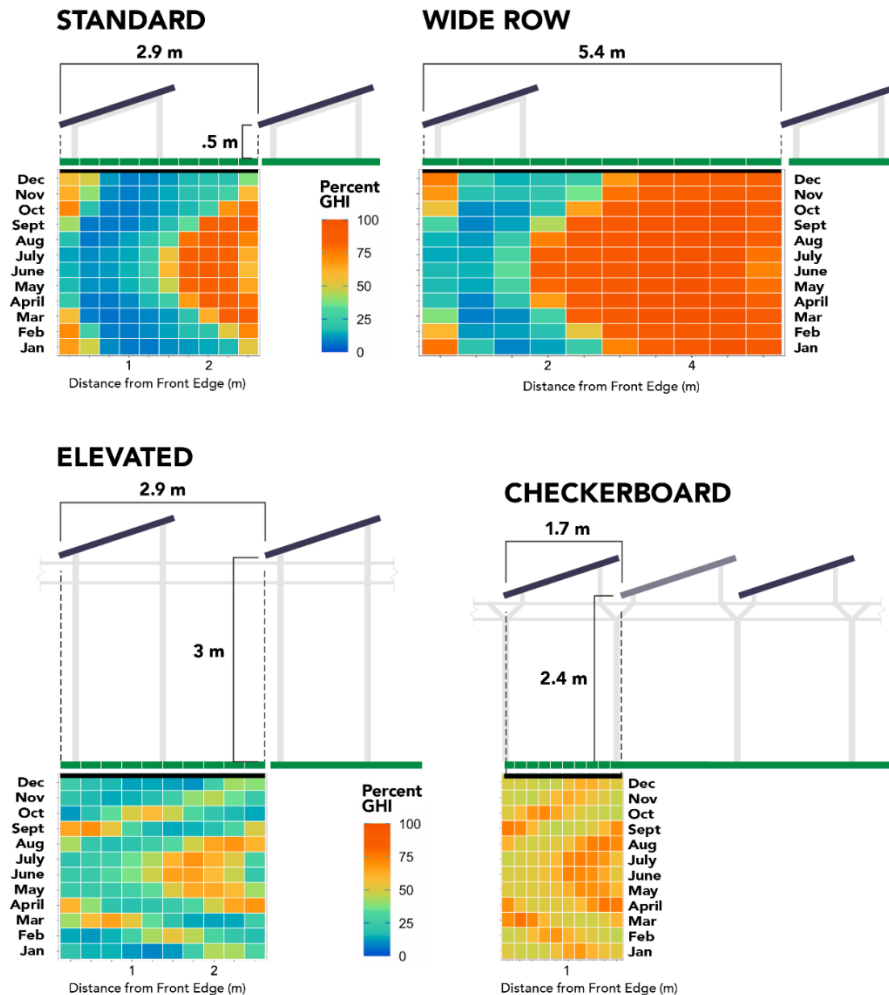 STANDARD
2.9 m
.5 m
Dec
Nov
Oct
Sept
Aug
July
June
May
April
Mar
Feb
Jan
1
2
Distance from Front Edge (m)
Percent
GHI
100
75
50
25
0
WIDE ROW
5.4 m
Dec
Nov
Oct
Sept
Aug
July
June
May
April
Mar
Feb
Jan
2
4
Distance from Front Edge (m)
ELEVATED
2.9 m
3 m
Dec
Nov
Oct
Sept
Aug
July
June
May
April
Mar
Feb
Jan
1
2
Distance from Front Edge (m)
Percent
GHI
100
75
50
25
0
CHECKERBOARD
1.7 m
2.4 m
Dec
Nov
Oct
Sept
Aug
July
June
May
April
Mar
Feb
Jan
1
Distance from Front Edge (m)